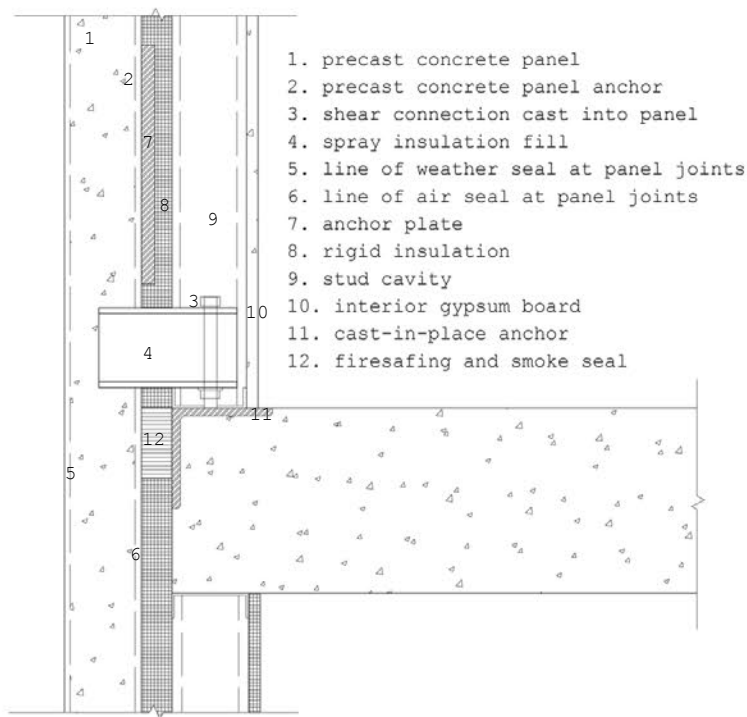 1
2
7
8
9
3
10
4
11
12
5
6
1. precast concrete panel
2. precast concrete panel anchor
3. shear connection cast into panel
4. spray insulation fill
5. line of weather seal at panel joints
6. line of air seal at panel joints
7. anchor plate
8. rigid insulation
9. stud cavity
10. interior gypsum board
11. cast-in-place anchor
12. firesafing and smoke seal